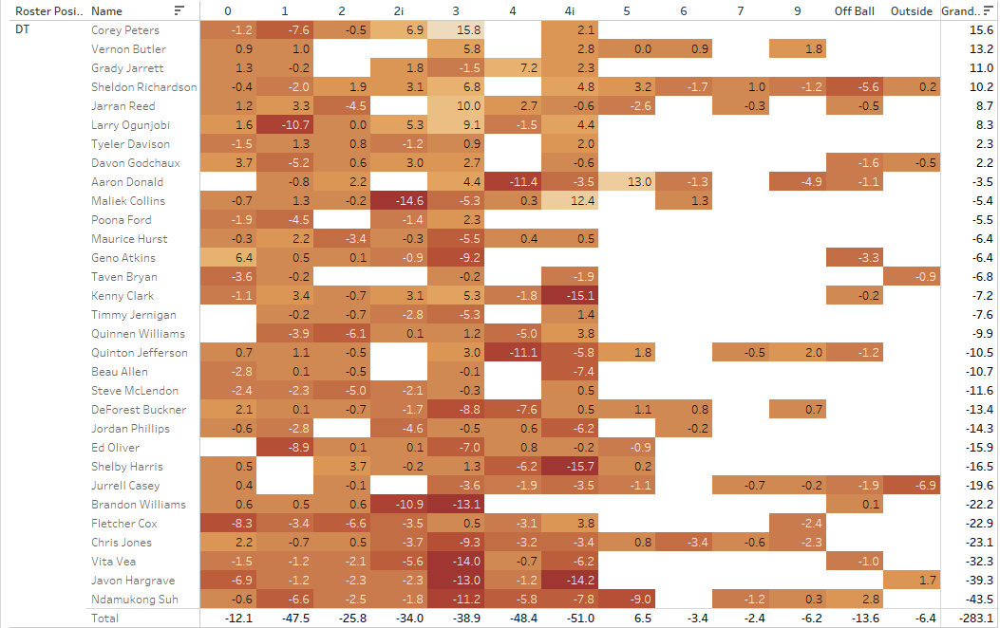 Roster Posi.. Name 0 1 2 2i 3 4 4i 5 6 7 9 Off Ball Outside Grand..
DT Corey Peters -1.2 -7.6 -0.5 6.9 15.8 2.1 15.6
Vernon Butler 0.9 1.0 5.8 2.8 0.0 0.9 1.8 13.2
Grady Jarrett 1.3 -0.2 1.8 -1.5 7.2 2.3 11.0
Sheldon Richardson -0.4 -2.0 1.9 3.1 6.8 4.8 3.2 -1.7 1.0 -1.2 -5.6 0.2 10.2
Jarran Reed 1.2 3.3 -4.5 10.0 2.7 -0.6 -2.6 -0.3 -0.5 8.7
Larry Ogunjobi 1.6 -10.7 0.0 5.3 9.1 -1.5 4.4 8.3
Tyeler Davison -1.5 1.3 0.8 -1.2 0.9 2.0 2.3
Davon Godchaux 3.7 -5.2 0.6 3.0 2.7 -0.6 -1.6 -0.5 2.2
Aaron Donald -0.8 2.2 4.4 -11.4 -3.5 13.0 -1.3 -4.9 -1.1 -3.5
Maliek Collins -0.7 1.3 -0.2 -14.6 -5.3 0.3 12.4 1.3 -5.4
Poona Ford -1.9 -4.5 -1.4 2.3 -5.5
Maurice Hurst -0.3 2.2 -3.4 -0.3 -5.5 0.4 0.5 -6.4
Geno Atkins 6.4 0.5 0.1 -0.9 -9.2 -3.3 -6.4
Taven Bryan -3.6 -0.2 -0.2 -1.9 -0.9 -6.8
Kenny Clark -1.1 3.4 -0.7 3.1 5.3 -1.8 -15.1 -0.2 -7.2
Timmy Jernigan -0.2 -0.7 -2.8 -5.3 1.4 -7.6
Quinnen Williams -3.9 -6.1 0.1 1.2 -5.0 3.8 -9.9
Quinton Jefferson 0.7 1.1 -0.5 3.0 -11.1 -5.8 1.8 -0.5 2.0 -1.2 -10.5
Beau Allen -2.8 0.1 -0.5 -0.1 -7.4 -10.7
Steve McLendon -2.4 -2.3 -5.0 -2.1 -0.3 0.5 -11.6
DeForest Buckner 2.1 0.1 -0.7 -1.7 -8.8 -7.6 0.5 1.1 0.8 0.7 -13.4
Jordan Phillips -0.6 -2.8 -4.6 -0.5 0.6 -6.2 -0.2 -14.3
Ed Oliver -8.9 0.1 0.1 -7.0 0.8 -0.2 -0.9 -15.9
Shelby Harris 0.5 3.7 -0.2 1.3 -6.2 -15.7 0.2 -16.5
Jurrell Casey 0.4 -0.1 -3.6 -1.9 -3.5 -1.1 -0.7 -0.2 -1.9 -6.9 -19.6
Brandon Williams 0.6 0.5 0.6 -10.9 -13.1 0.1 -22.2
Fletcher Cox -8.3 -3.4 -6.6 -3.5 0.5 -3.1 3.8 -2.4 -22.9
Chris Jones 2.2 -0.7 0.5 -3.7 -9.3 -3.2 -3.4 0.8 -3.4 -0.6 -2.3 -23.1
Vita Vea -1.5 -1.2 -2.1 -5.6 -14.0 -0.7 -6.2 -1.0 -32.3
Javon Hargrave -6.9 -1.2 -2.3 -2.3 -13.0 -1.2 -14.2 1.7 -39.3
Ndamukong Suh -0.6 -6.6 -2.5 -1.8 -11.2 -5.8 -7.8 -9.0 -1.2 0.3 2.8 -43.5
Total -12.1 -47.5 -25.8 -34.0 -38.9 -48.4 -51.0 6.5 -3.4 -2.4 -6.2 -13.6 -6.4 -283.1